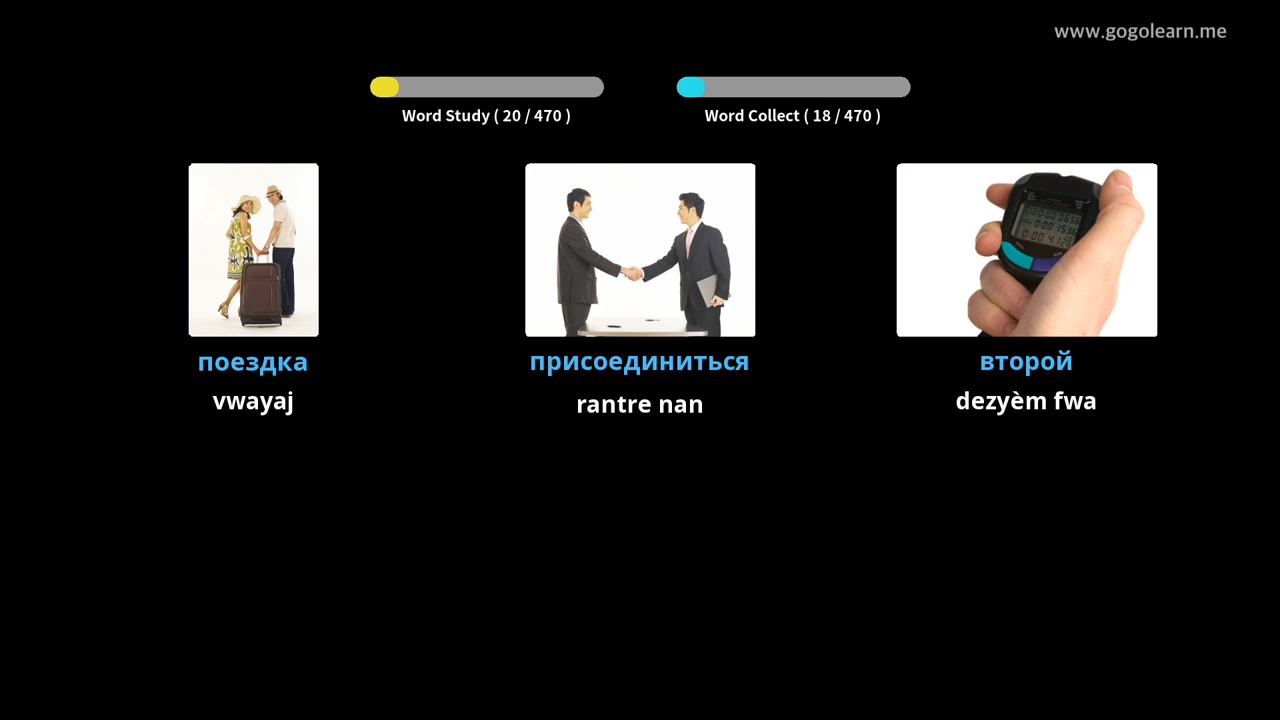 www.gogolearn.me
Word Study ( 20 / 470 )
Word Collect ( 18 / 470 )
поездка
vwayaj
присоединиться
rantre nan
второй
dezyèm fwa